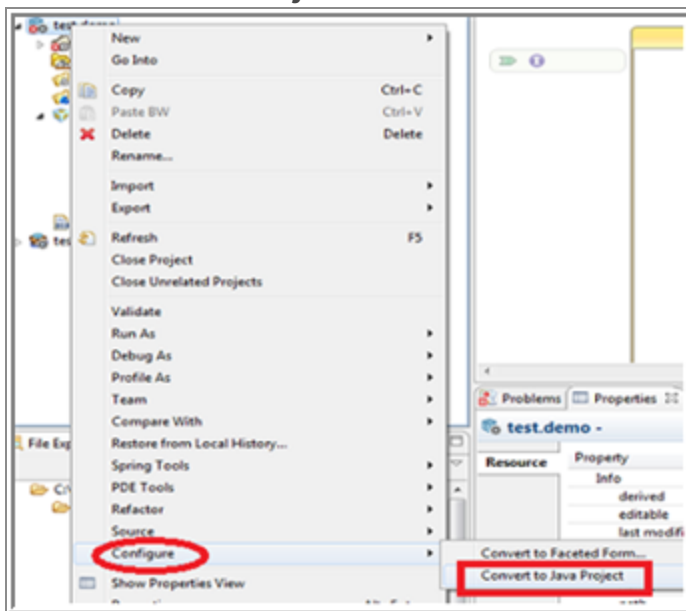 New
Go Into
Copy Ctrl+C
Paste BW Ctrl+V
Delete Delete
Rename...
Import
Export
Refresh F5
Close Project
Close Unrelated Projects
Validate
Run As
Debug As
Profile As
Team
Compare With
Restore from Local History...
Spring Tools
PDE Tools
Refactor
Source
Configure
Show Properties View
Convert to Faceted Form...
Convert to Java Project
File Exp
Problems Properties
test.demo -
Resource Property
Info
derived
editable
last modifi